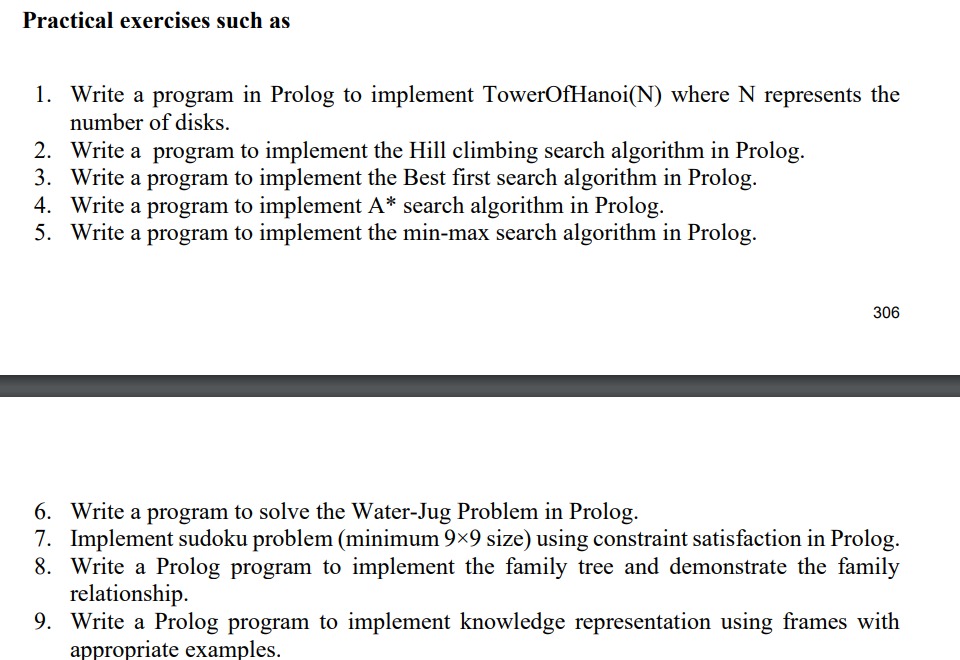 Practical exercises such as
1. Write a program in Prolog to implement TowerOfHanoi(N) where N represents the
number of disks.
2. Write a program to implement the Hill climbing search algorithm in Prolog.
3. Write a program to implement the Best first search algorithm in Prolog.
4. Write a program to implement A* search algorithm in Prolog.
5. Write a program to implement the min-max search algorithm in Prolog.
306
6. Write a program to solve the Water-Jug Problem in Prolog.
7. Implement sudoku problem (minimum 9×9 size) using constraint satisfaction in Prolog.
8. Write a Prolog program to implement the family tree and demonstrate the family
relationship.
9. Write a Prolog program to implement knowledge representation using frames with
appropriate examples.